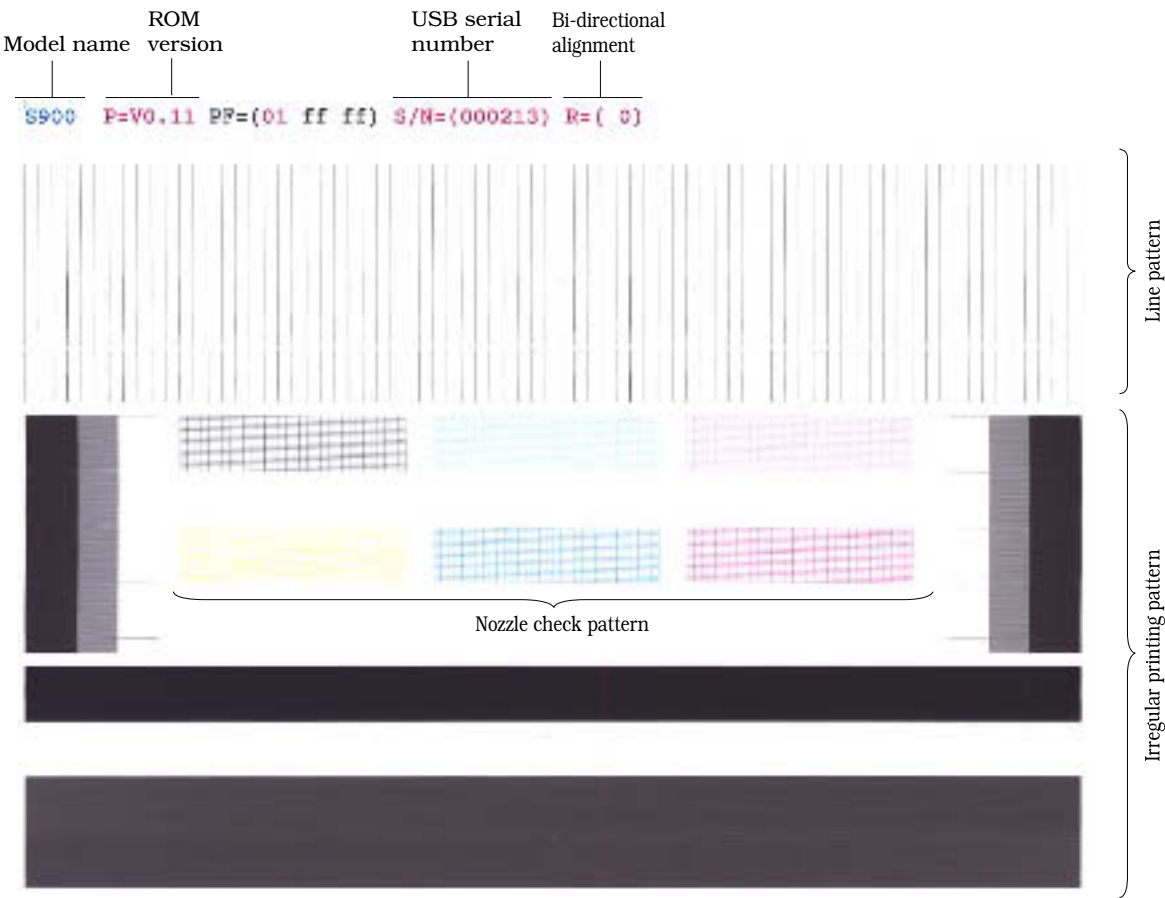 Model name
ROM
version
USB serial
number
Bi-directional
alignment
S900 P=V0.11 PF=(01 ff ff) S/N=(000213) R=( 0)
Line pattern
Nozzle check pattern
Irregular printing pattern